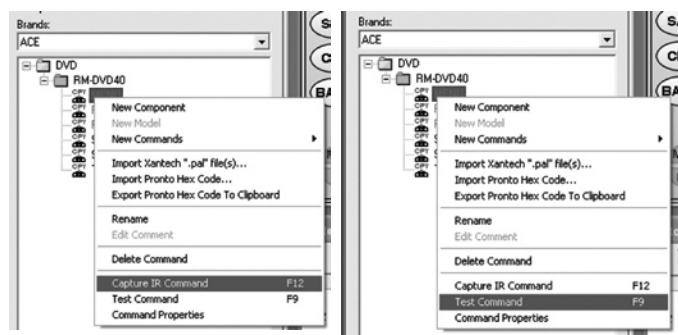 Brands:
ACE
DVD
RM-DVD40
New Component
New Model
New Commands
Import Xantech ".pal" file(s)...
Import Pronto Hex Code...
Export Pronto Hex Code To Clipboard
Rename
Edit Comment
Delete Command
Capture IR Command F12
Test Command F9
Command Properties
Brands:
ACE
DVD
RM-DVD40
New Component
New Model
New Commands
Import Xantech ".pal" file(s)...
Import Pronto Hex Code...
Export Pronto Hex Code To Clipboard
Rename
Edit Comment
Delete Command
Capture IR Command F12
Test Command F9
Command Properties